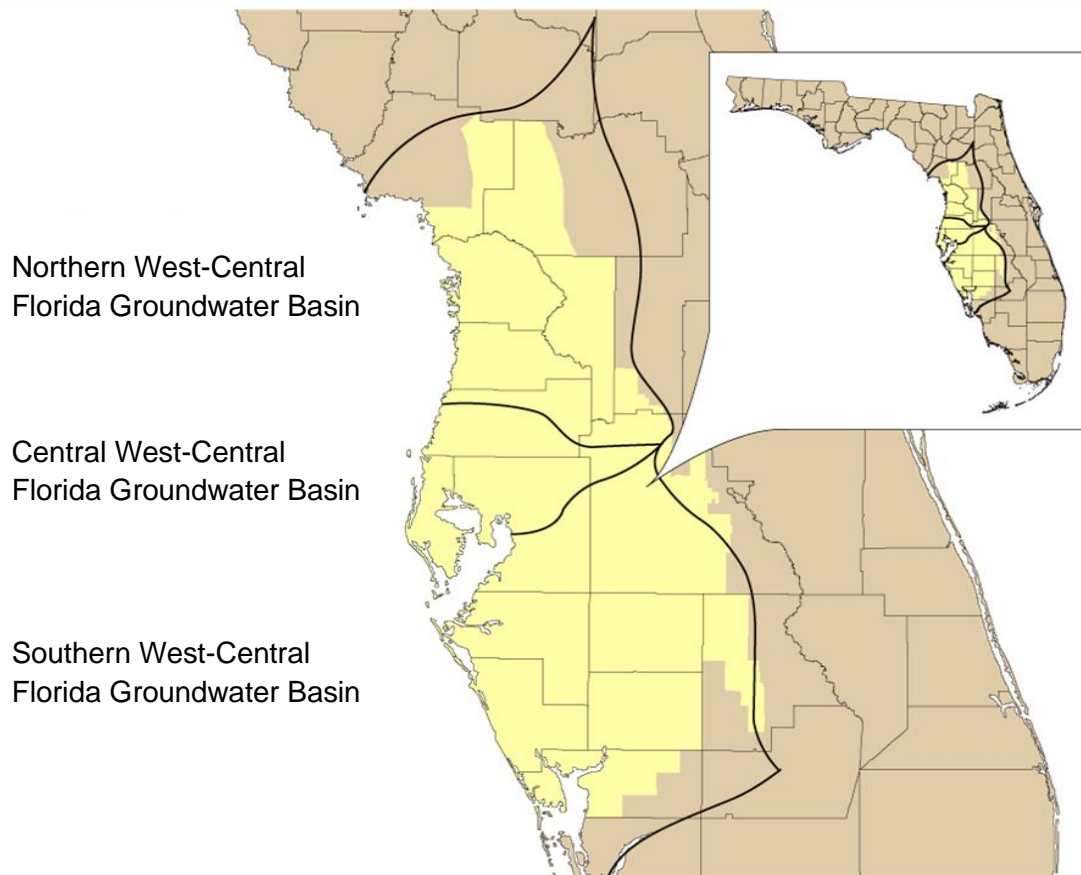 Northern West-Central
Florida Groundwater Basin
Central West-Central
Florida Groundwater Basin
Southern West-Central
Florida Groundwater Basin